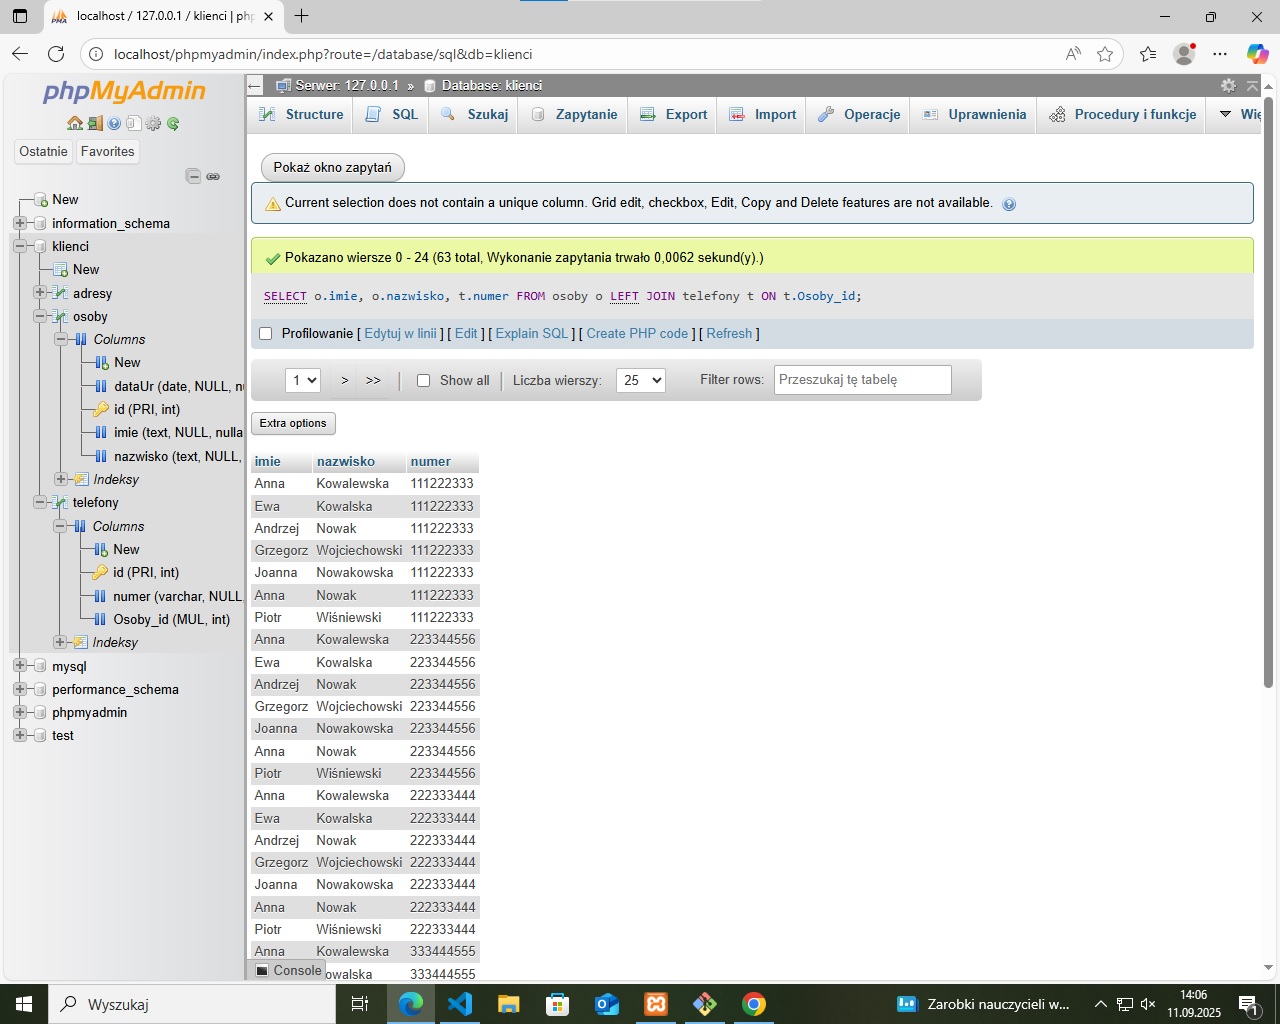 localhost / 127.0.0.1 / klienci | php
localhost/phpmyadmin/index.php?route=/database/sql&db=klienci
phpMyAdmin
Ostatnie Favorites
New
information_schema
klienci
New
adresy
osoby
Columns
New
dataUr (date, NULL, nu
id (PRI, int)
imie (text, NULL, nulla
nazwisko (text, NULL,
Indeksy
telefony
Columns
New
id (PRI, int)
numer (varchar, NULL,
Osoby_id (MUL, int)
Indeksy
mysql
performance_schema
phpmyadmin
test
Serwer: 127.0.0.1 » Database: klienci
Structure SQL Szukaj Zapytanie Export Import Operacje Uprawnienia Procedury i funkcje Wię
Pokaż okno zapytań
Current selection does not contain a unique column. Grid edit, checkbox, Edit, Copy and Delete features are not available.
Pokazano wiersze 0 - 24 (63 total, Wykonanie zapytania trwało 0,0062 sekund(y).)
SELECT o.imie, o.nazwisko, t.numer FROM osoby o LEFT JOIN telefony t ON t.Osoby_id;
Profilowanie [ Edytuj w linii ] [ Edit ] [ Explain SQL ] [ Create PHP code ] [ Refresh ]
1 > >> | Show all | Liczba wierszy: 25 Filter rows: Przeszukaj tę tabelę
Extra options
imie nazwisko numer
Anna Kowalewska 111222333
Ewa Kowalska 111222333
Andrzej Nowak 111222333
Grzegorz Wojciechowski 111222333
Joanna Nowakowska 111222333
Anna Nowak 111222333
Piotr Wiśniewski 111222333
Anna Kowalewska 223344556
Ewa Kowalska 223344556
Andrzej Nowak 223344556
Grzegorz Wojciechowski 223344556
Joanna Nowakowska 223344556
Anna Nowak 223344556
Piotr Wiśniewski 223344556
Anna Kowalewska 222333444
Ewa Kowalska 222333444
Andrzej Nowak 222333444
Grzegorz Wojciechowski 222333444
Joanna Nowakowska 222333444
Anna Nowak 222333444
Piotr Wiśniewski 222333444
Anna Kowalewska 333444555
Console owalska 333444555
Wyszukaj
Zarobki nauczycieli w...
14:06
11.09.2025
1